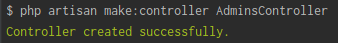 $ php artisan make:controller AdminsController
Controller created successfully.